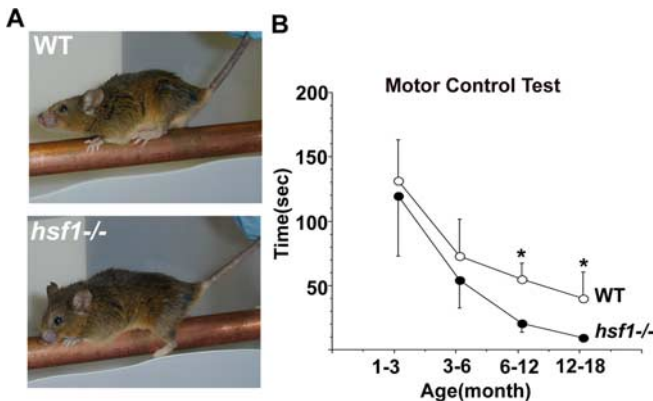 A
WT
hsf1-/-
B
Motor Control Test
Time(sec)
200
150
100
50
*
*
WT
hsf1-/-
1-3
3-6
6-12
12-18
Age(month)